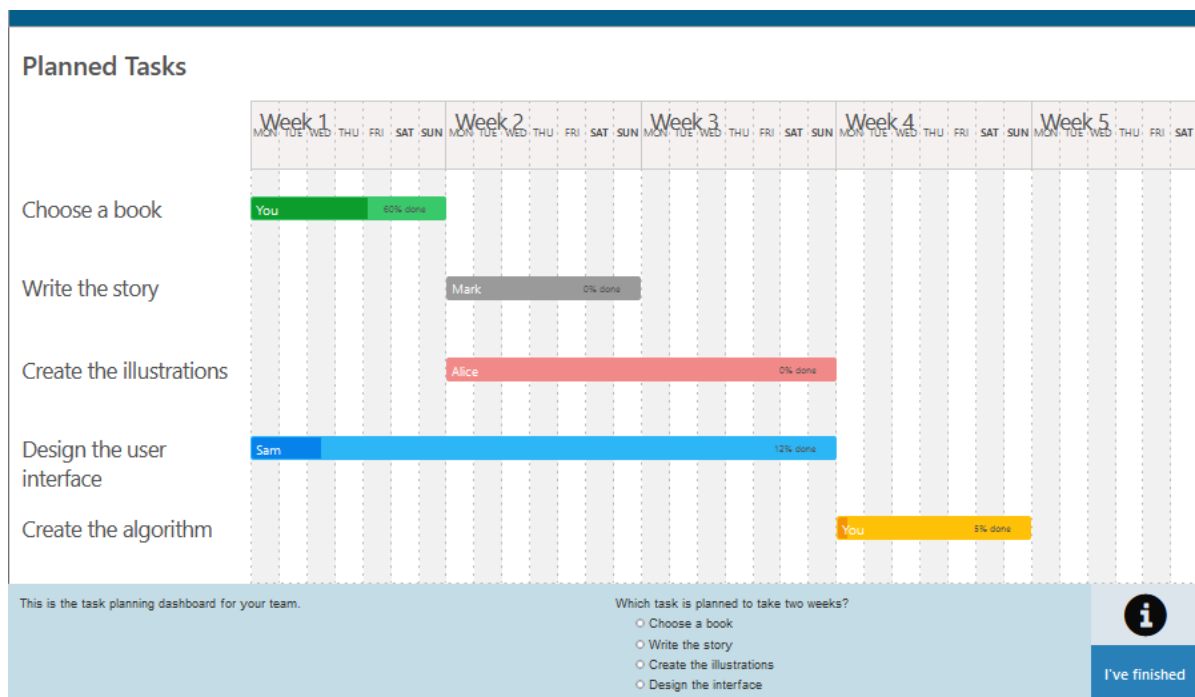 Planned Tasks
Week 1 Week 2 Week 3 Week 4 Week 5
MON TUE WED THU FRI SAT SUN MON TUE WED THU FRI SAT SUN MON TUE WED THU FRI SAT SUN MON TUE WED THU FRI SAT SUN MON TUE WED THU FRI SAT
Choose a book You 60% done
Write the story Mark 0% done
Create the illustrations Alice 0% done
Design the user Sam 12% done
interface
Create the algorithm You 5% done
This is the task planning dashboard for your team.
Which task is planned to take two weeks?
Choose a book
Write the story
Create the illustrations
Design the interface
I've finished